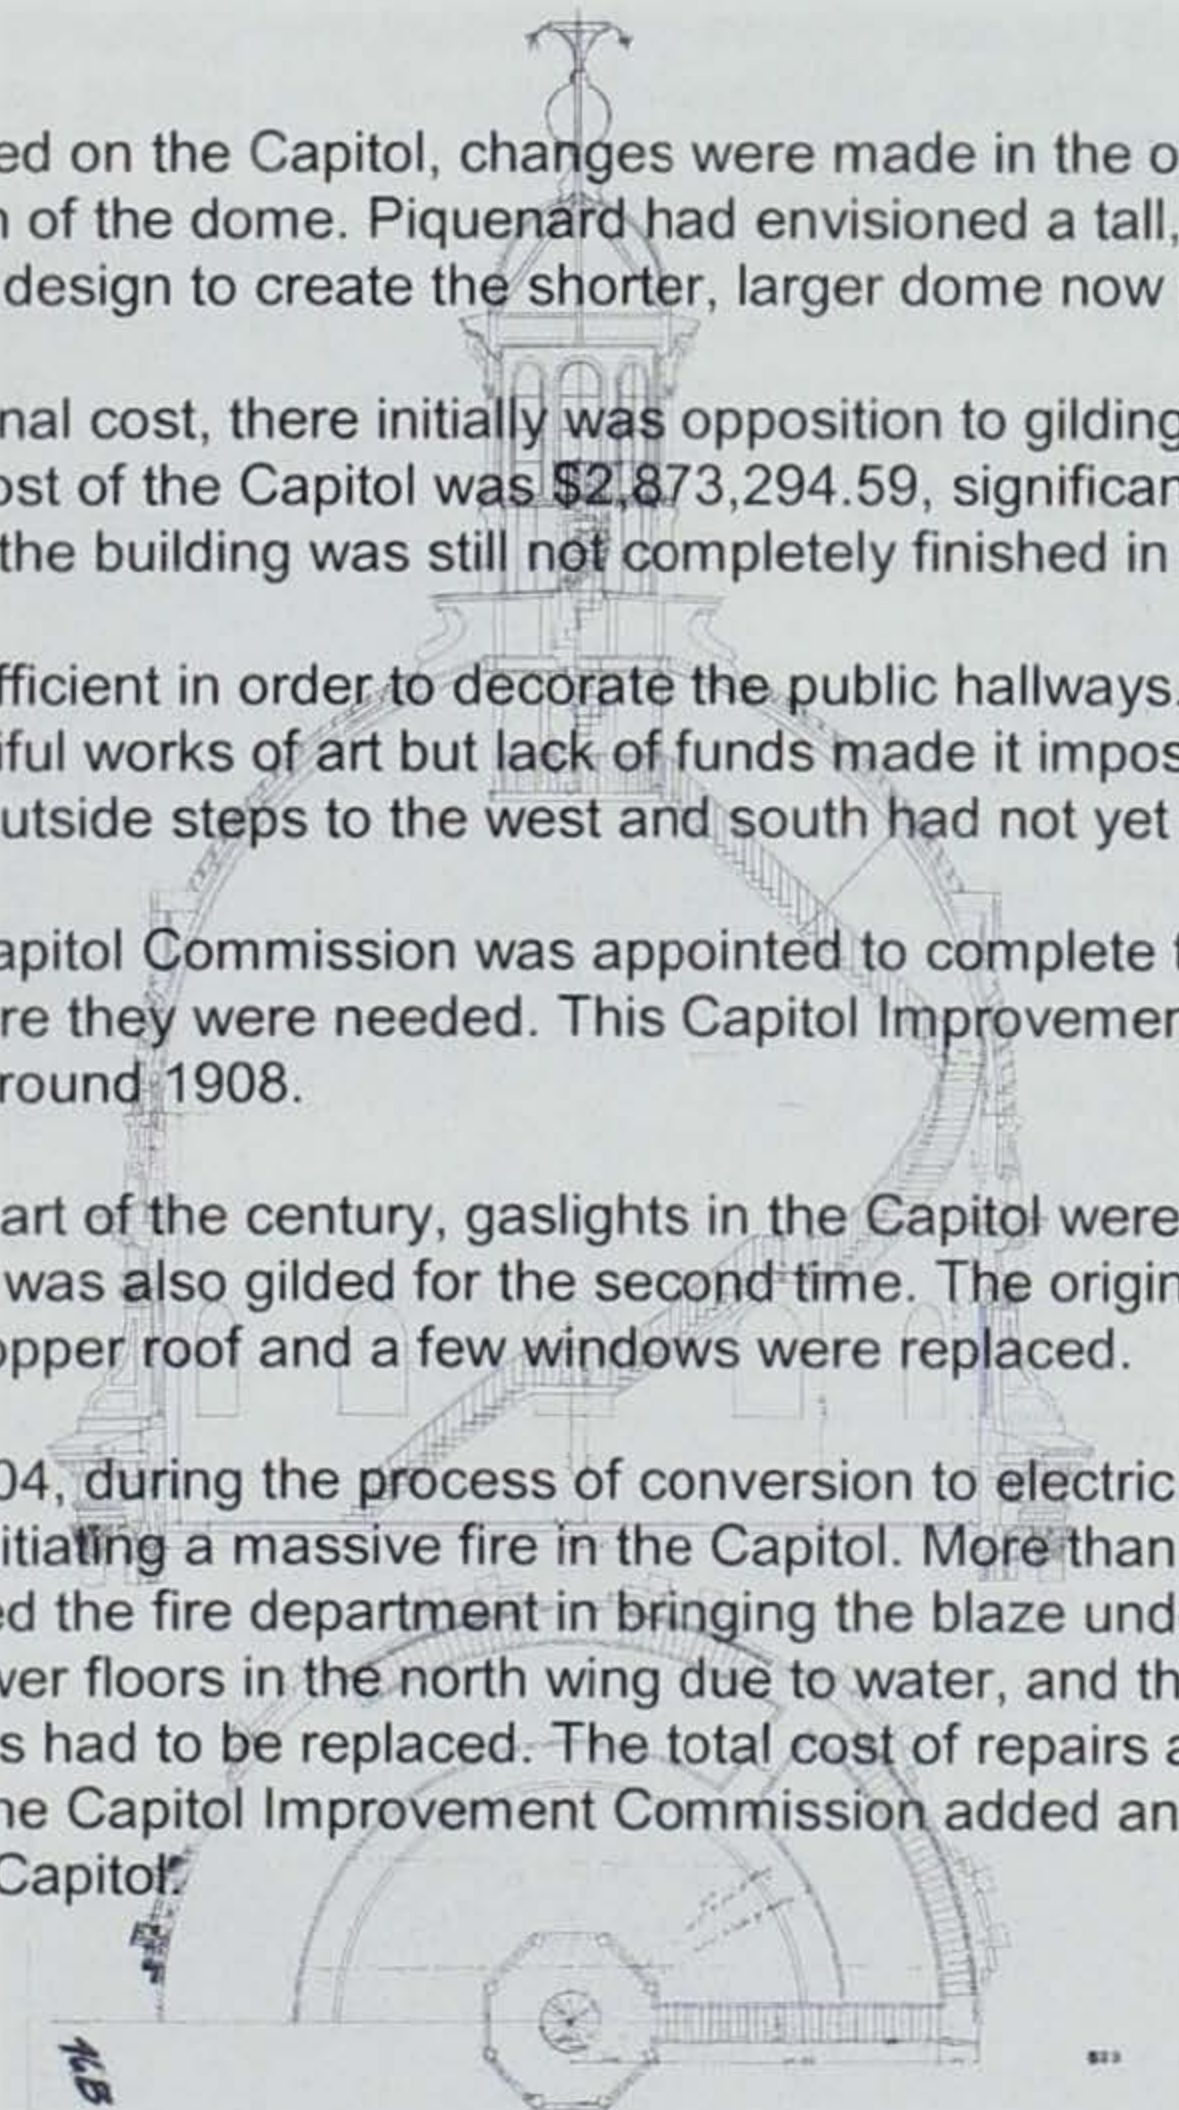 ed on the Capitol, changes were made in the o
n of the dome. Piquenard had envisioned a tall,
design to create the shorter, larger dome now
nal cost, there initially was opposition to gilding
ost of the Capitol was $2,873,294.59, significan
the building was still not completely finished in
fficient in order to decorate the public hallways.
iful works of art but lack of funds made it impos
utside steps to the west and south had not yet
apitol Commission was appointed to complete t
re they were needed. This Capitol Improvemen
round 1908.
art of the century, gaslights in the Capitol were
was also gilded for the second time. The origin
opper roof and a few windows were replaced.
04, during the process of conversion to electric
itiating a massive fire in the Capitol. More than
ed the fire department in bringing the blaze und
wer floors in the north wing due to water, and th
s had to be replaced. The total cost of repairs a
he Capitol Improvement Commission added an
Capitol.
16B